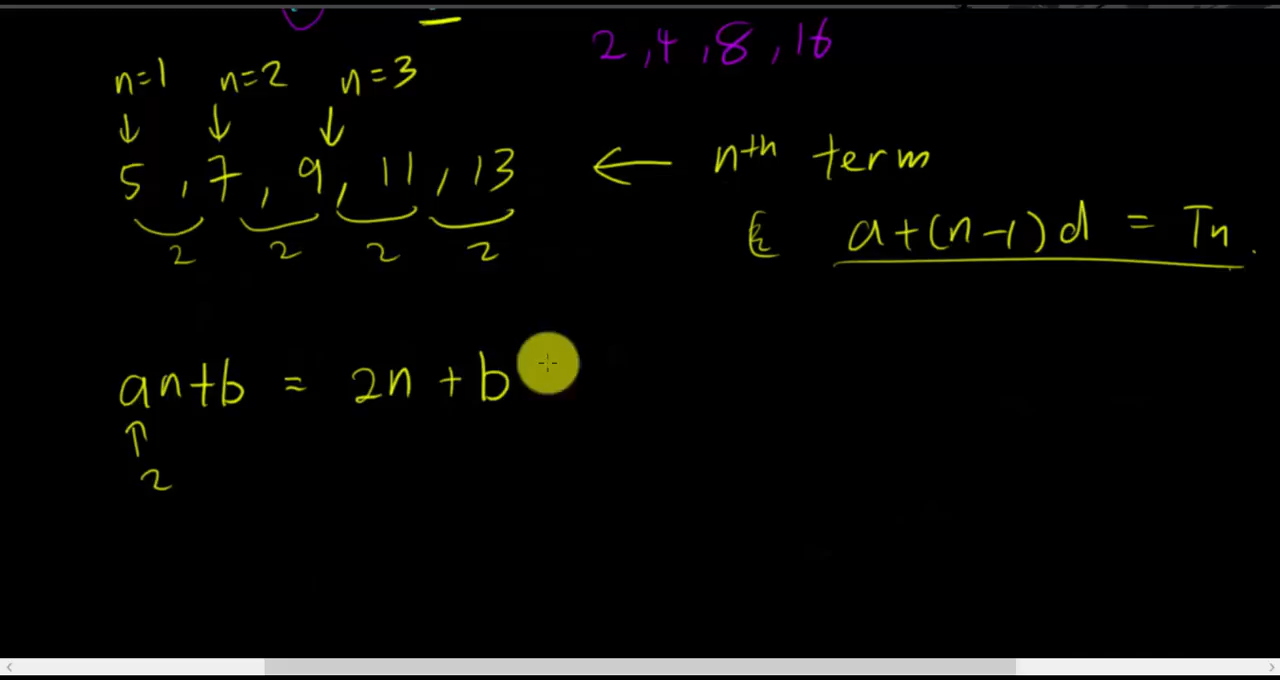 2, 4, 8, 16
n=1 n=2 n=3
↓ ↓ ↓
5, 7, 9, 11, 13 ← nth term
2 2 2 2
a+(n-1)d = Tn.
an+b = 2n + b
↑
2